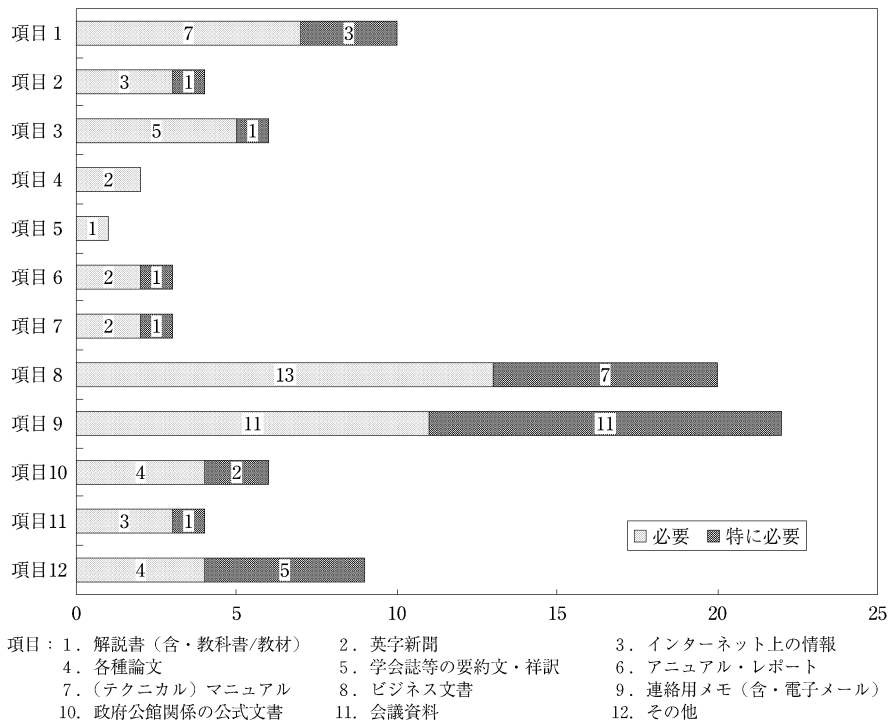 項目 1 7 3
項目 2 3 1
項目 3 5 1
項目 4 2
項目 5 1
項目 6 2 1
項目 7 2 1
項目 8 13 7
項目 9 11 11
項目10 4 2
項目11 3 1
必要 特に必要
項目12 4 5
0 5 10 15 20 25
項目：1．解説書（含・教科書/教材） 2．英字新聞 3．インターネット上の情報
4．各種論文 5．学会誌等の要約文・祥訳 6．アニュアル・レポート
7．（テクニカル）マニュアル 8．ビジネス文書 9．連絡用メモ（含・電子メール）
10．政府公館関係の公式文書 11．会議資料 12．その他